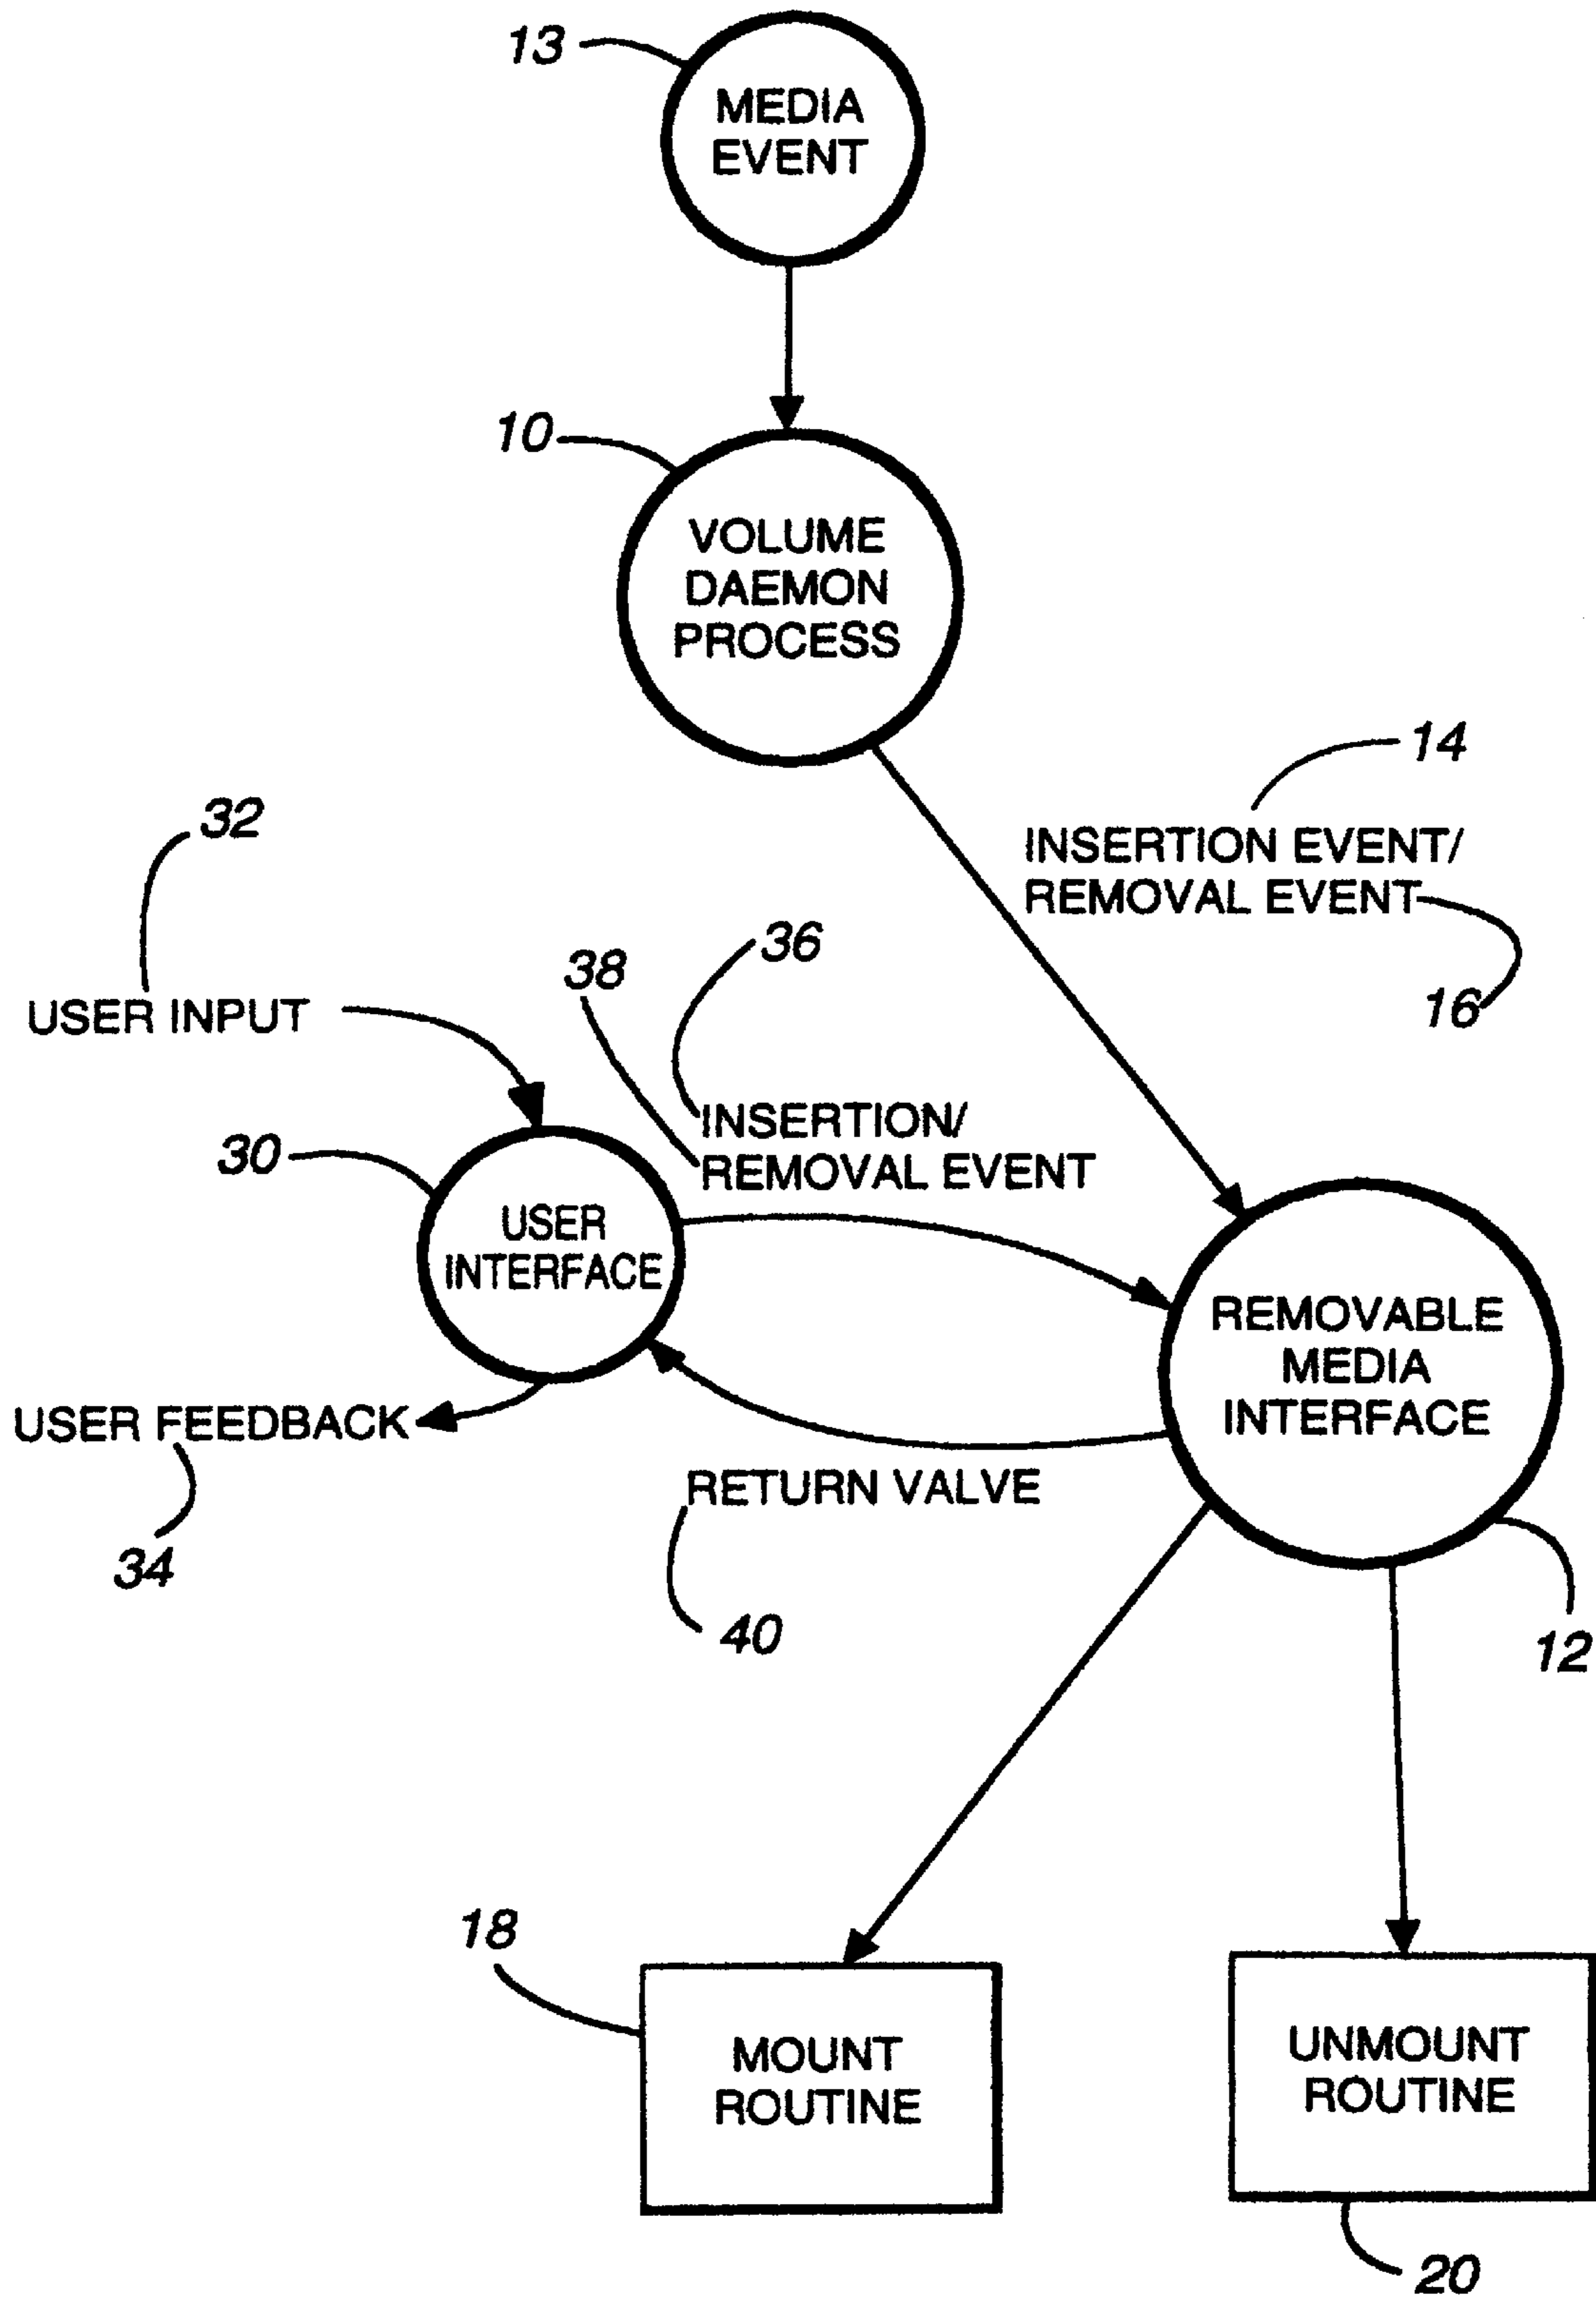 13
MEDIA
EVENT
10
VOLUME
DAEMON
PROCESS
14
INSERTION EVENT/
REMOVAL EVENT
16
32
USER INPUT
38
36
INSERTION/
REMOVAL EVENT
30
USER
INTERFACE
REMOVABLE
MEDIA
INTERFACE
USER FEEDBACK
34
RETURN VALVE
40
12
18
MOUNT
ROUTINE
UNMOUNT
ROUTINE
20